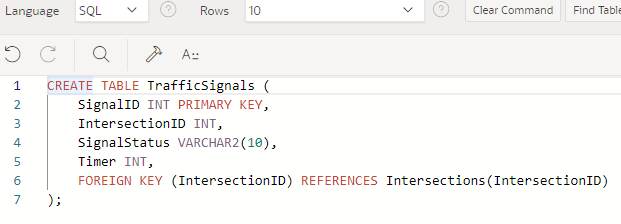 Language SQL Rows 10 Clear Command Find Table
A
1 CREATE TABLE TrafficSignals (
2 SignalID INT PRIMARY KEY,
3 IntersectionID INT,
4 SignalStatus VARCHAR2(10),
5 Timer INT,
6 FOREIGN KEY (IntersectionID) REFERENCES Intersections(IntersectionID)
7 );